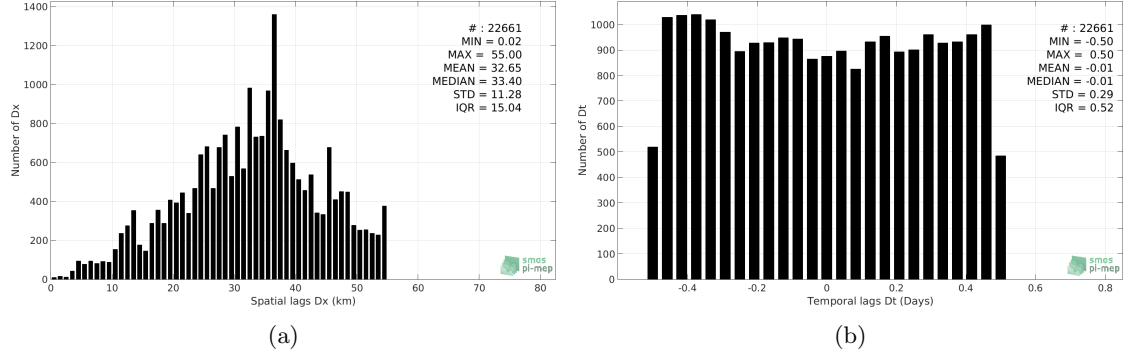 1400
1200
1000
800
600
400
200
0
Number of Dx
# : 22661
MIN = 0.02
MAX = 55.00
MEAN = 32.65
MEDIAN = 33.40
STD = 11.28
IQR = 15.04
smos
pi-mep
0 10 20 30 40 50 60 70 80
Spatial lags Dx (km)
(a)
1000
900
800
700
600
500
400
300
200
100
0
Number of Dt
# : 22661
MIN = -0.50
MAX = 0.50
MEAN = -0.01
MEDIAN = -0.01
STD = 0.29
IQR = 0.52
smos
pi-mep
-0.4 -0.2 0 0.2 0.4 0.6 0.8
Temporal lags Dt (Days)
(b)